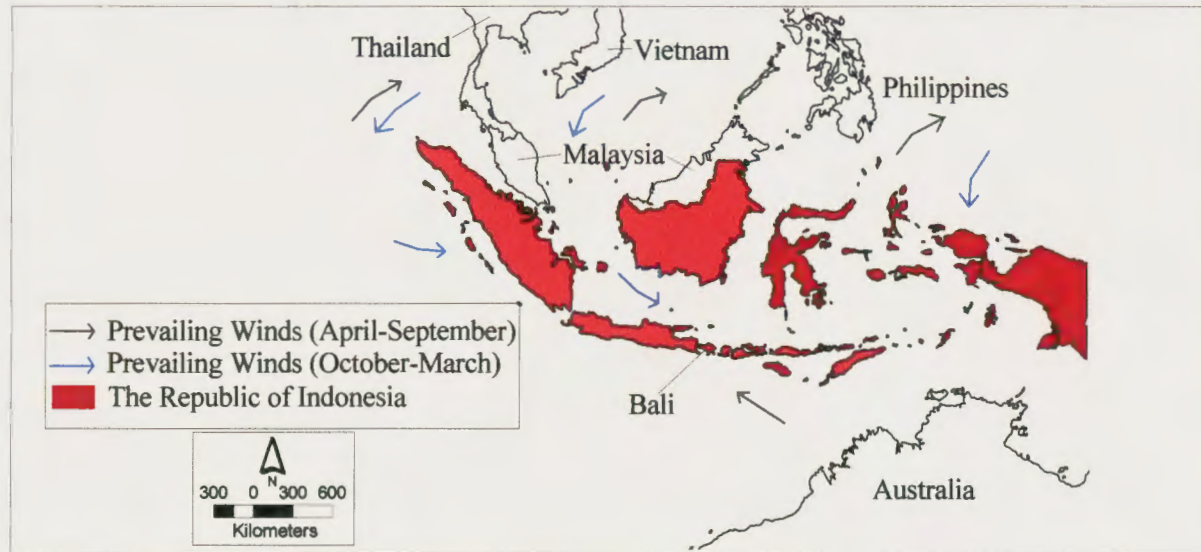 Thailand
Vietnam
Philippines
Malaysia
Prevailing Winds (April-September)
Prevailing Winds (October-March)
The Republic of Indonesia
Bali
N
300 0 300 600
Kilometers
Australia